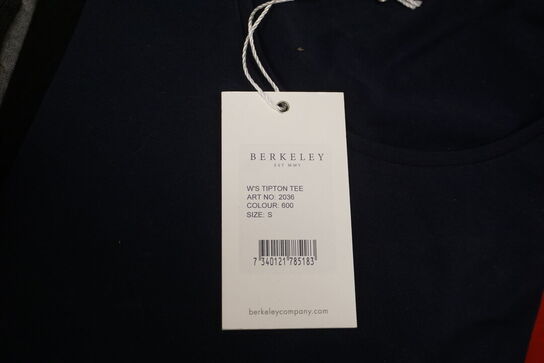 BERKELEY
EST MMV
W'S TIPTON TEE
ART NO: 2036
COLOUR: 600
SIZE: S
7 340121 785183
berkeleycompany.com